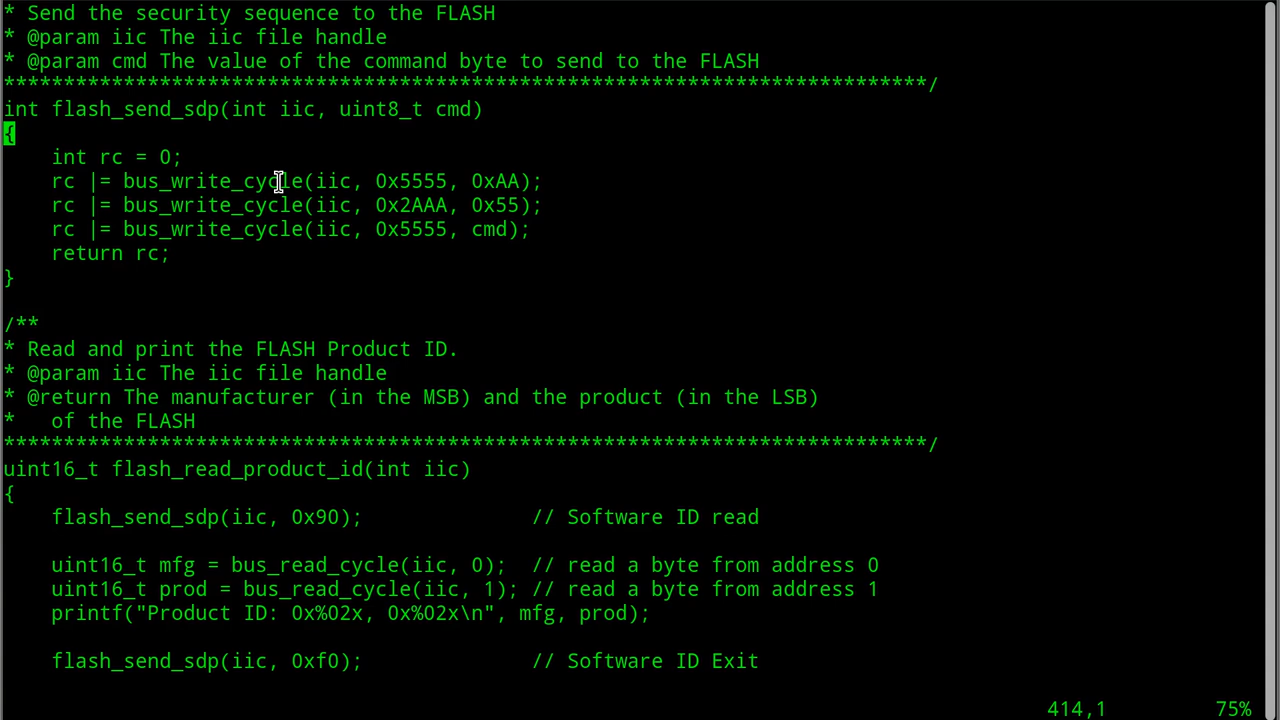 * Send the security sequence to the FLASH
* @param iic The iic file handle
* @param cmd The value of the command byte to send to the FLASH
*****************************************************************************/
int flash_send_sdp(int iic, uint8_t cmd)
{
    int rc = 0;
    rc |= bus_write_cycle(iic, 0x5555, 0xAA);
    rc |= bus_write_cycle(iic, 0x2AAA, 0x55);
    rc |= bus_write_cycle(iic, 0x5555, cmd);
    return rc;
}

/**
* Read and print the FLASH Product ID.
* @param iic The iic file handle
* @return The manufacturer (in the MSB) and the product (in the LSB)
*   of the FLASH
*****************************************************************************/
uint16_t flash_read_product_id(int iic)
{
    flash_send_sdp(iic, 0x90);              // Software ID read

    uint16_t mfg = bus_read_cycle(iic, 0);  // read a byte from address 0
    uint16_t prod = bus_read_cycle(iic, 1); // read a byte from address 1
    printf("Product ID: 0x%02x, 0x%02x\n", mfg, prod);

    flash_send_sdp(iic, 0xf0);              // Software ID Exit

414,1         75%